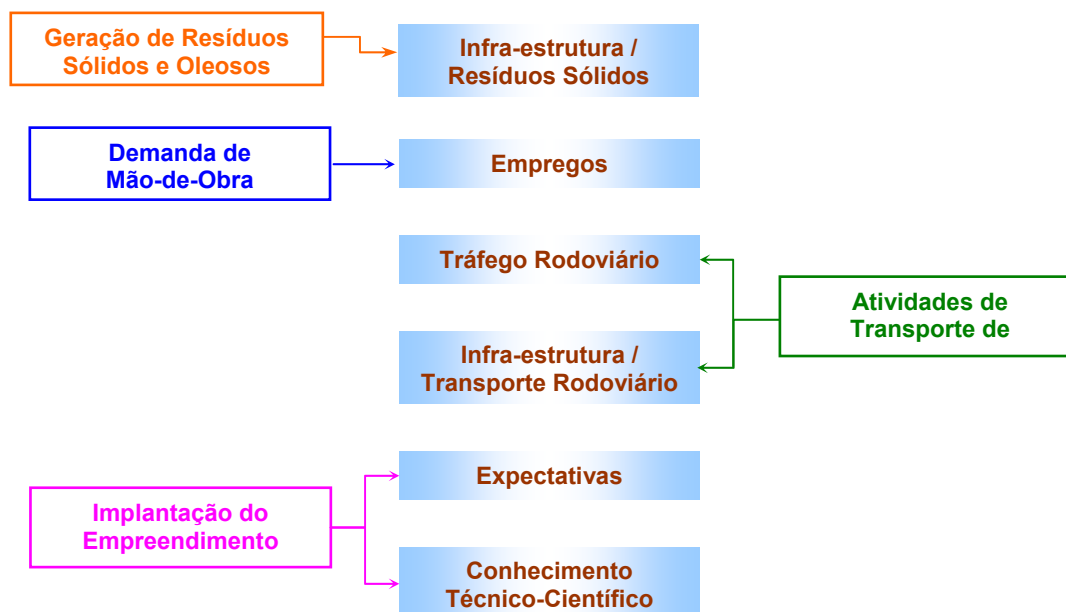 Geração de Resíduos
Sólidos e Oleosos
Infra-estrutura /
Resíduos Sólidos
Demanda de
Mão-de-Obra
Empregos
Tráfego Rodoviário
Atividades de
Transporte de
Infra-estrutura /
Transporte Rodoviário
Expectativas
Implantação do
Empreendimento
Conhecimento
Técnico-Científico